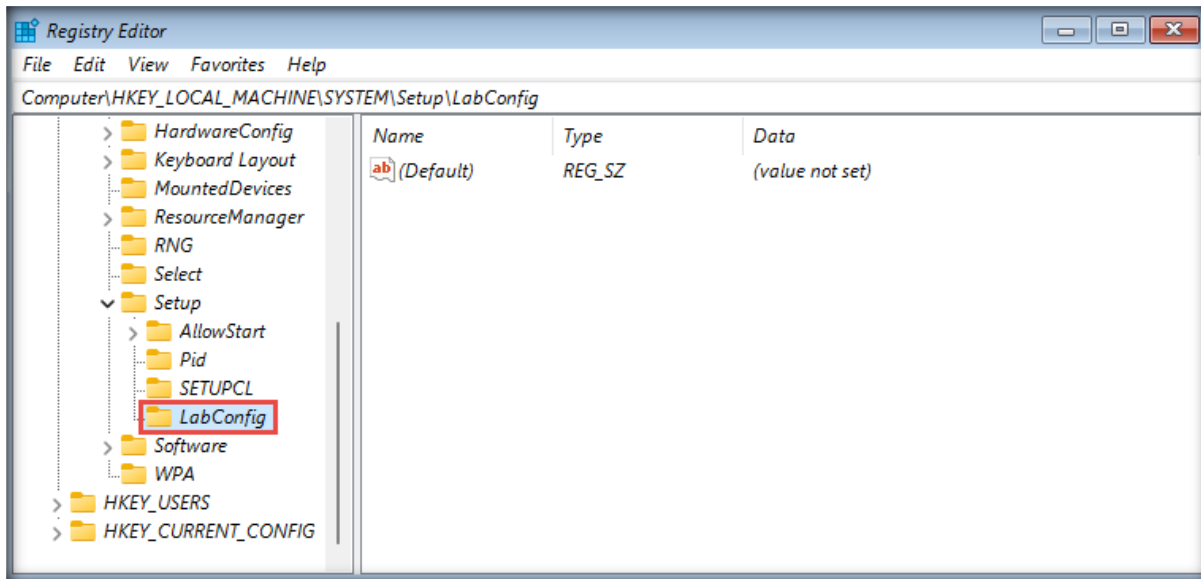 Registry Editor
File Edit View Favorites Help
Computer\HKEY_LOCAL_MACHINE\SYSTEM\Setup\LabConfig
HardwareConfig
Keyboard Layout
MountedDevices
ResourceManager
RNG
Select
Setup
AllowStart
Pid
SETUPCL
LabConfig
Software
WPA
HKEY_USERS
HKEY_CURRENT_CONFIG
Name Type Data
ab (Default) REG_SZ (value not set)